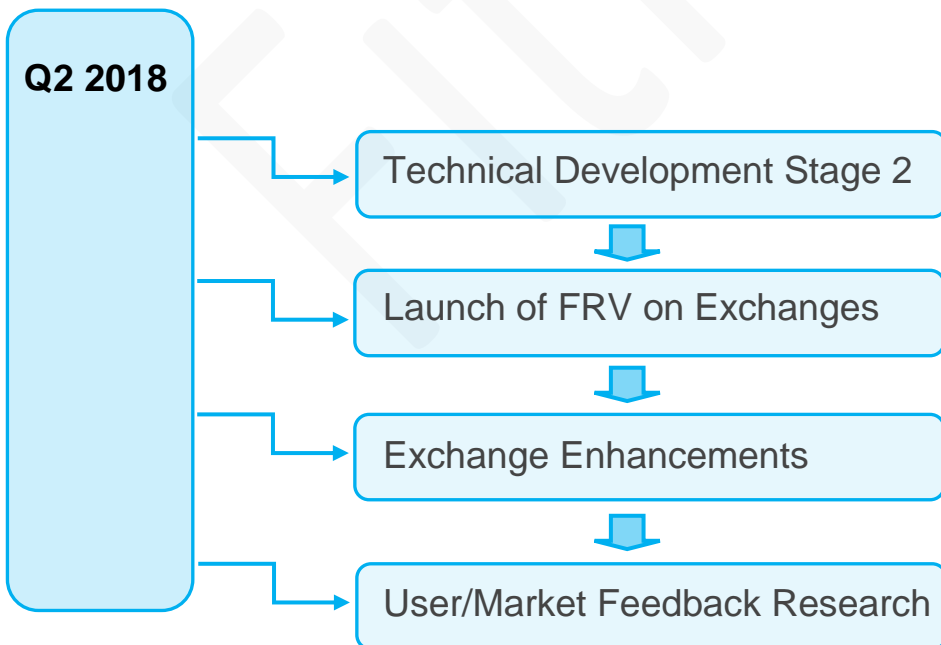 Q2 2018
Technical Development Stage 2
Launch of FRV on Exchanges
Exchange Enhancements
User/Market Feedback Research